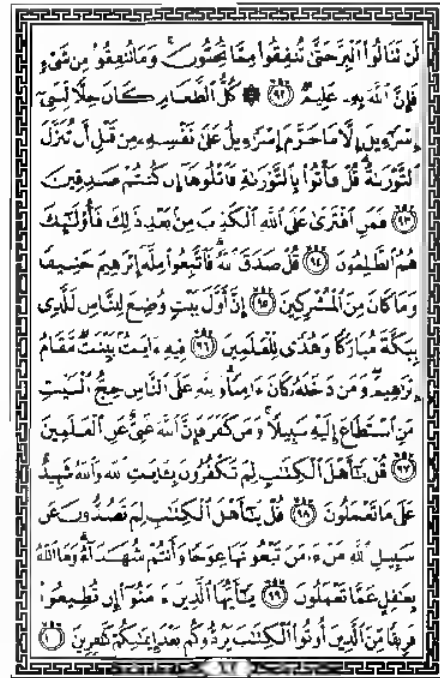 لَن تَنَالُوا۟ ٱلْبِرَّ حَتَّىٰ تُنفِقُوا۟ مِمَّا تُحِبُّونَ ۚ وَمَا تُنفِقُوا۟ مِن شَىْءٍ
فَإِنَّ ٱللَّهَ بِهِۦ عَلِيمٌ ﴿٩٢﴾ ۞ كُلُّ ٱلطَّعَامِ كَانَ حِلًّا لِّبَنِىٓ
إِسْرَٰٓءِيلَ إِلَّا مَا حَرَّمَ إِسْرَٰٓءِيلُ عَلَىٰ نَفْسِهِۦ مِن قَبْلِ أَن تُنَزَّلَ
ٱلتَّوْرَىٰةُ ۗ قُلْ فَأْتُوا۟ بِٱلتَّوْرَىٰةِ فَٱتْلُوهَآ إِن كُنتُمْ صَٰدِقِينَ
﴿٩٣﴾ فَمَنِ ٱفْتَرَىٰ عَلَى ٱللَّهِ ٱلْكَذِبَ مِنۢ بَعْدِ ذَٰلِكَ فَأُو۟لَٰٓئِكَ
هُمُ ٱلظَّٰلِمُونَ ﴿٩٤﴾ قُلْ صَدَقَ ٱللَّهُ ۗ فَٱتَّبِعُوا۟ مِلَّةَ إِبْرَٰهِيمَ حَنِيفًا
وَمَا كَانَ مِنَ ٱلْمُشْرِكِينَ ﴿٩٥﴾ إِنَّ أَوَّلَ بَيْتٍ وُضِعَ لِلنَّاسِ لَلَّذِى
بِبَكَّةَ مُبَارَكًا وَهُدًى لِّلْعَٰلَمِينَ ﴿٩٦﴾ فِيهِ ءَايَٰتٌۢ بَيِّنَٰتٌ مَّقَامُ
إِبْرَٰهِيمَ ۖ وَمَن دَخَلَهُۥ كَانَ ءَامِنًا ۗ وَلِلَّهِ عَلَى ٱلنَّاسِ حِجُّ ٱلْبَيْتِ
مَنِ ٱسْتَطَاعَ إِلَيْهِ سَبِيلًا ۚ وَمَن كَفَرَ فَإِنَّ ٱللَّهَ غَنِىٌّ عَنِ ٱلْعَٰلَمِينَ
﴿٩٧﴾ قُلْ يَٰٓأَهْلَ ٱلْكِتَٰبِ لِمَ تَكْفُرُونَ بِـَٔايَٰتِ ٱللَّهِ وَٱللَّهُ شَهِيدٌ
عَلَىٰ مَا تَعْمَلُونَ ﴿٩٨﴾ قُلْ يَٰٓأَهْلَ ٱلْكِتَٰبِ لِمَ تَصُدُّونَ عَن
سَبِيلِ ٱللَّهِ مَنْ ءَامَنَ تَبْغُونَهَا عِوَجًا وَأَنتُمْ شُهَدَآءُ ۗ وَمَا ٱللَّهُ
بِغَٰفِلٍ عَمَّا تَعْمَلُونَ ﴿٩٩﴾ يَٰٓأَيُّهَا ٱلَّذِينَ ءَامَنُوٓا۟ إِن تُطِيعُوا۟
فَرِيقًا مِّنَ ٱلَّذِينَ أُوتُوا۟ ٱلْكِتَٰبَ يَرُدُّوكُم بَعْدَ إِيمَٰنِكُمْ كَٰفِرِينَ ﴿١٠٠﴾